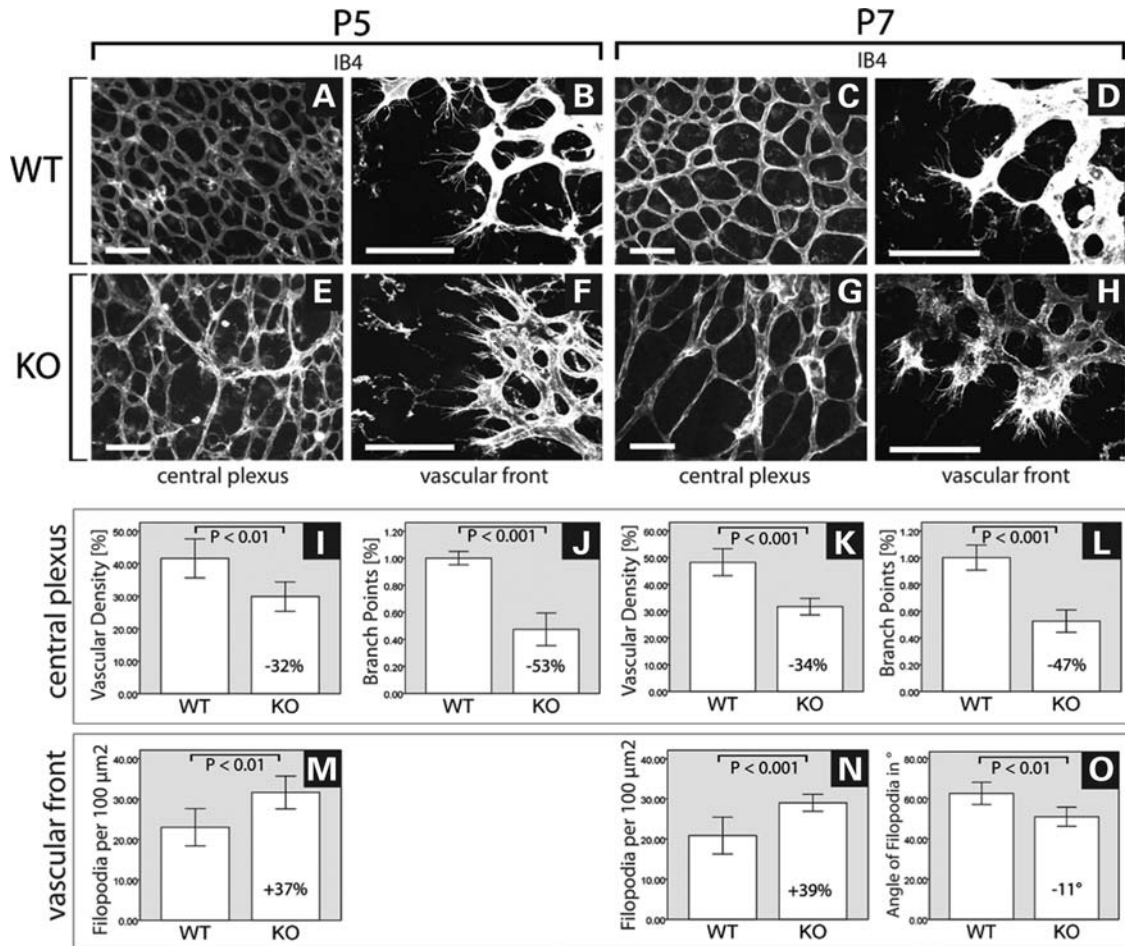 P5 P7
IB4 IB4
WT A B C D
KO E F G H
central plexus vascular front central plexus vascular front
central plexus
Vascular Density [%]
50.00
40.00
30.00
20.00
10.00
0.00
P < 0.01
I
-32%
WT KO
Branch Points [%]
1.20
1.00
0.80
0.60
0.40
0.20
0.00
P < 0.001
J
-53%
WT KO
Vascular Density [%]
60.00
50.00
40.00
30.00
20.00
10.00
0.00
P < 0.001
K
-34%
WT KO
Branch Points [%]
1.20
1.00
0.80
0.60
0.40
0.20
0.00
P < 0.001
L
-47%
WT KO
vascular front
Filopodia per 100 µm2
40.00
30.00
20.00
10.00
0.00
P < 0.01
M
+37%
WT KO
Filopodia per 100 µm2
40.00
30.00
20.00
10.00
0.00
P < 0.001
N
+39%
WT KO
Angle of Filopodia in °
80.00
60.00
40.00
20.00
0.00
P < 0.01
O
-11°
WT KO